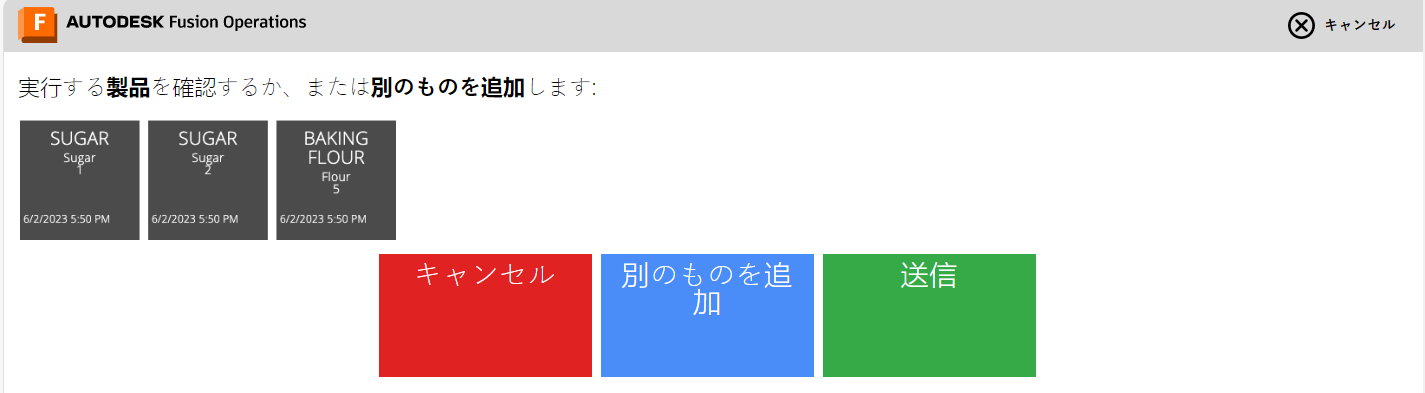 F AUTODESK Fusion Operations
キャンセル
実行する製品を確認するか、または別のものを追加します:
SUGAR
Sugar
1
6/2/2023 5:50 PM
SUGAR
Sugar
2
6/2/2023 5:50 PM
BAKING
FLOUR
Flour
5
6/2/2023 5:50 PM
キャンセル
別のものを追
加
送信